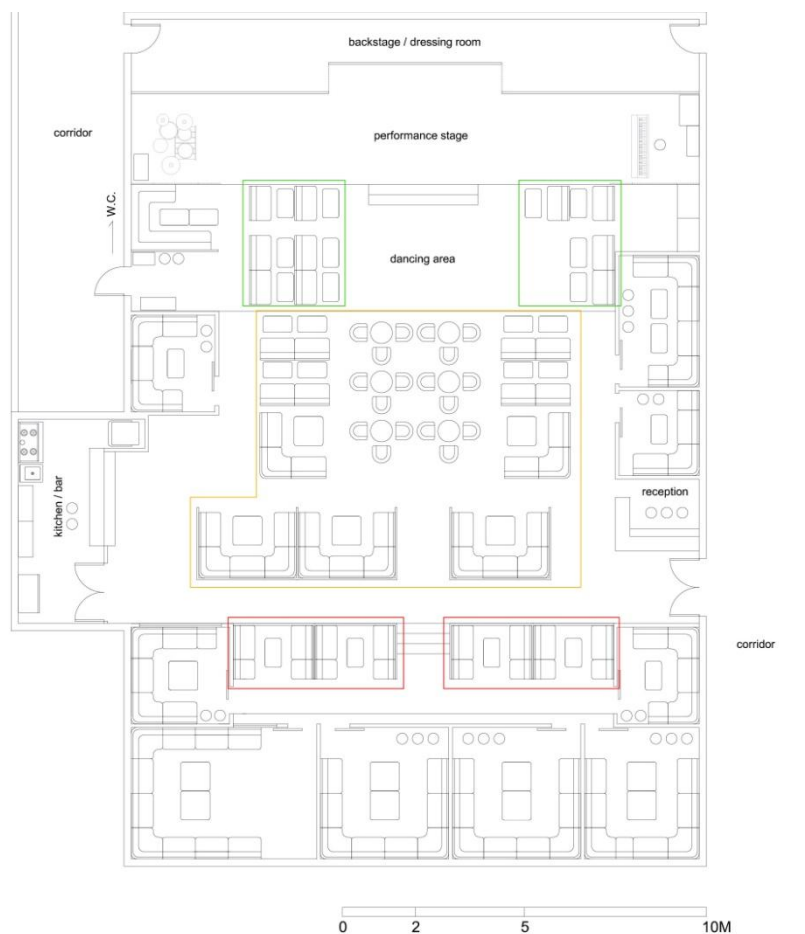 backstage / dressing room
corridor
performance stage
W.C.
dancing area
kitchen / bar
reception
corridor
0 2 5 10M